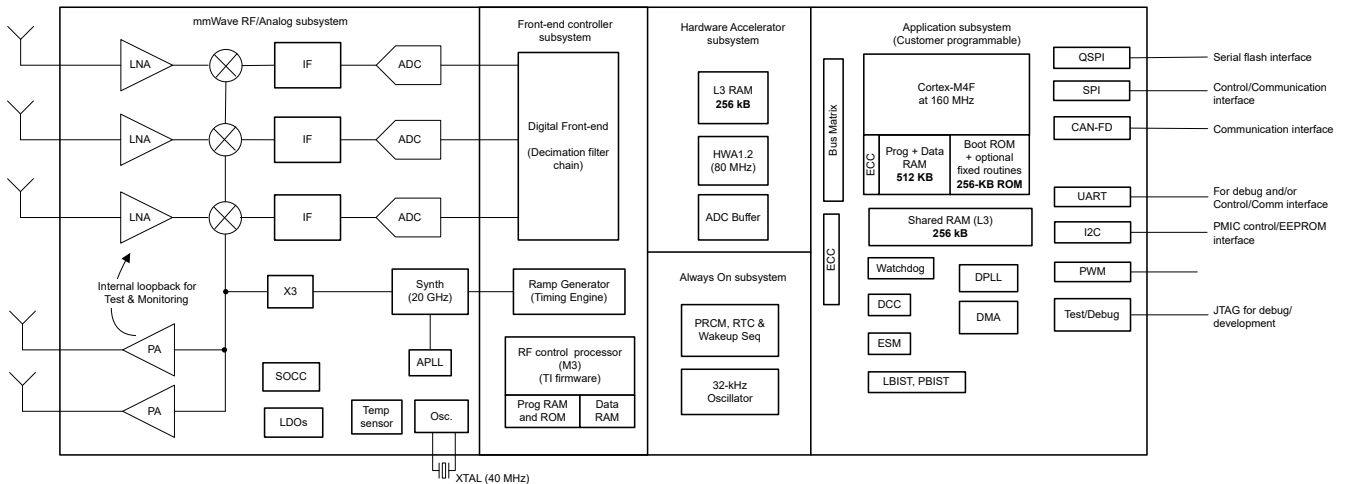 mmWave RF/Analog subsystem
LNA
IF
ADC
LNA
IF
ADC
LNA
IF
ADC
Internal loopback for
Test & Monitoring
X3
Synth
(20 GHz)
PA
APLL
SOCC
PA
LDOs
Temp
sensor
Osc.
XTAL (40 MHz)
Front-end controller
subsystem
Digital Front-end
(Decimation filter
chain)
Ramp Generator
(Timing Engine)
RF control processor
(M3)
(TI firmware)
Prog RAM
and ROM
Data
RAM
Hardware Accelerator
subsystem
L3 RAM
256 kB
HWA1.2
(80 MHz)
ADC Buffer
Always On subsystem
PRCM, RTC &
Wakeup Seq
32-kHz
Oscillator
Application subsystem
(Customer programmable)
Bus Matrix
Cortex-M4F
at 160 MHz
ECC
Prog + Data
RAM
512 KB
Boot ROM
+ optional
fixed routines
256-KB ROM
ECC
Shared RAM (L3)
256 kB
Watchdog
DPLL
DCC
DMA
ESM
LBIST, PBIST
QSPI
Serial flash interface
SPI
Control/Communication
interface
CAN-FD
Communication interface
UART
For debug and/or
Control/Comm interface
I2C
PMIC control/EEPROM
interface
PWM
Test/Debug
JTAG for debug/
development